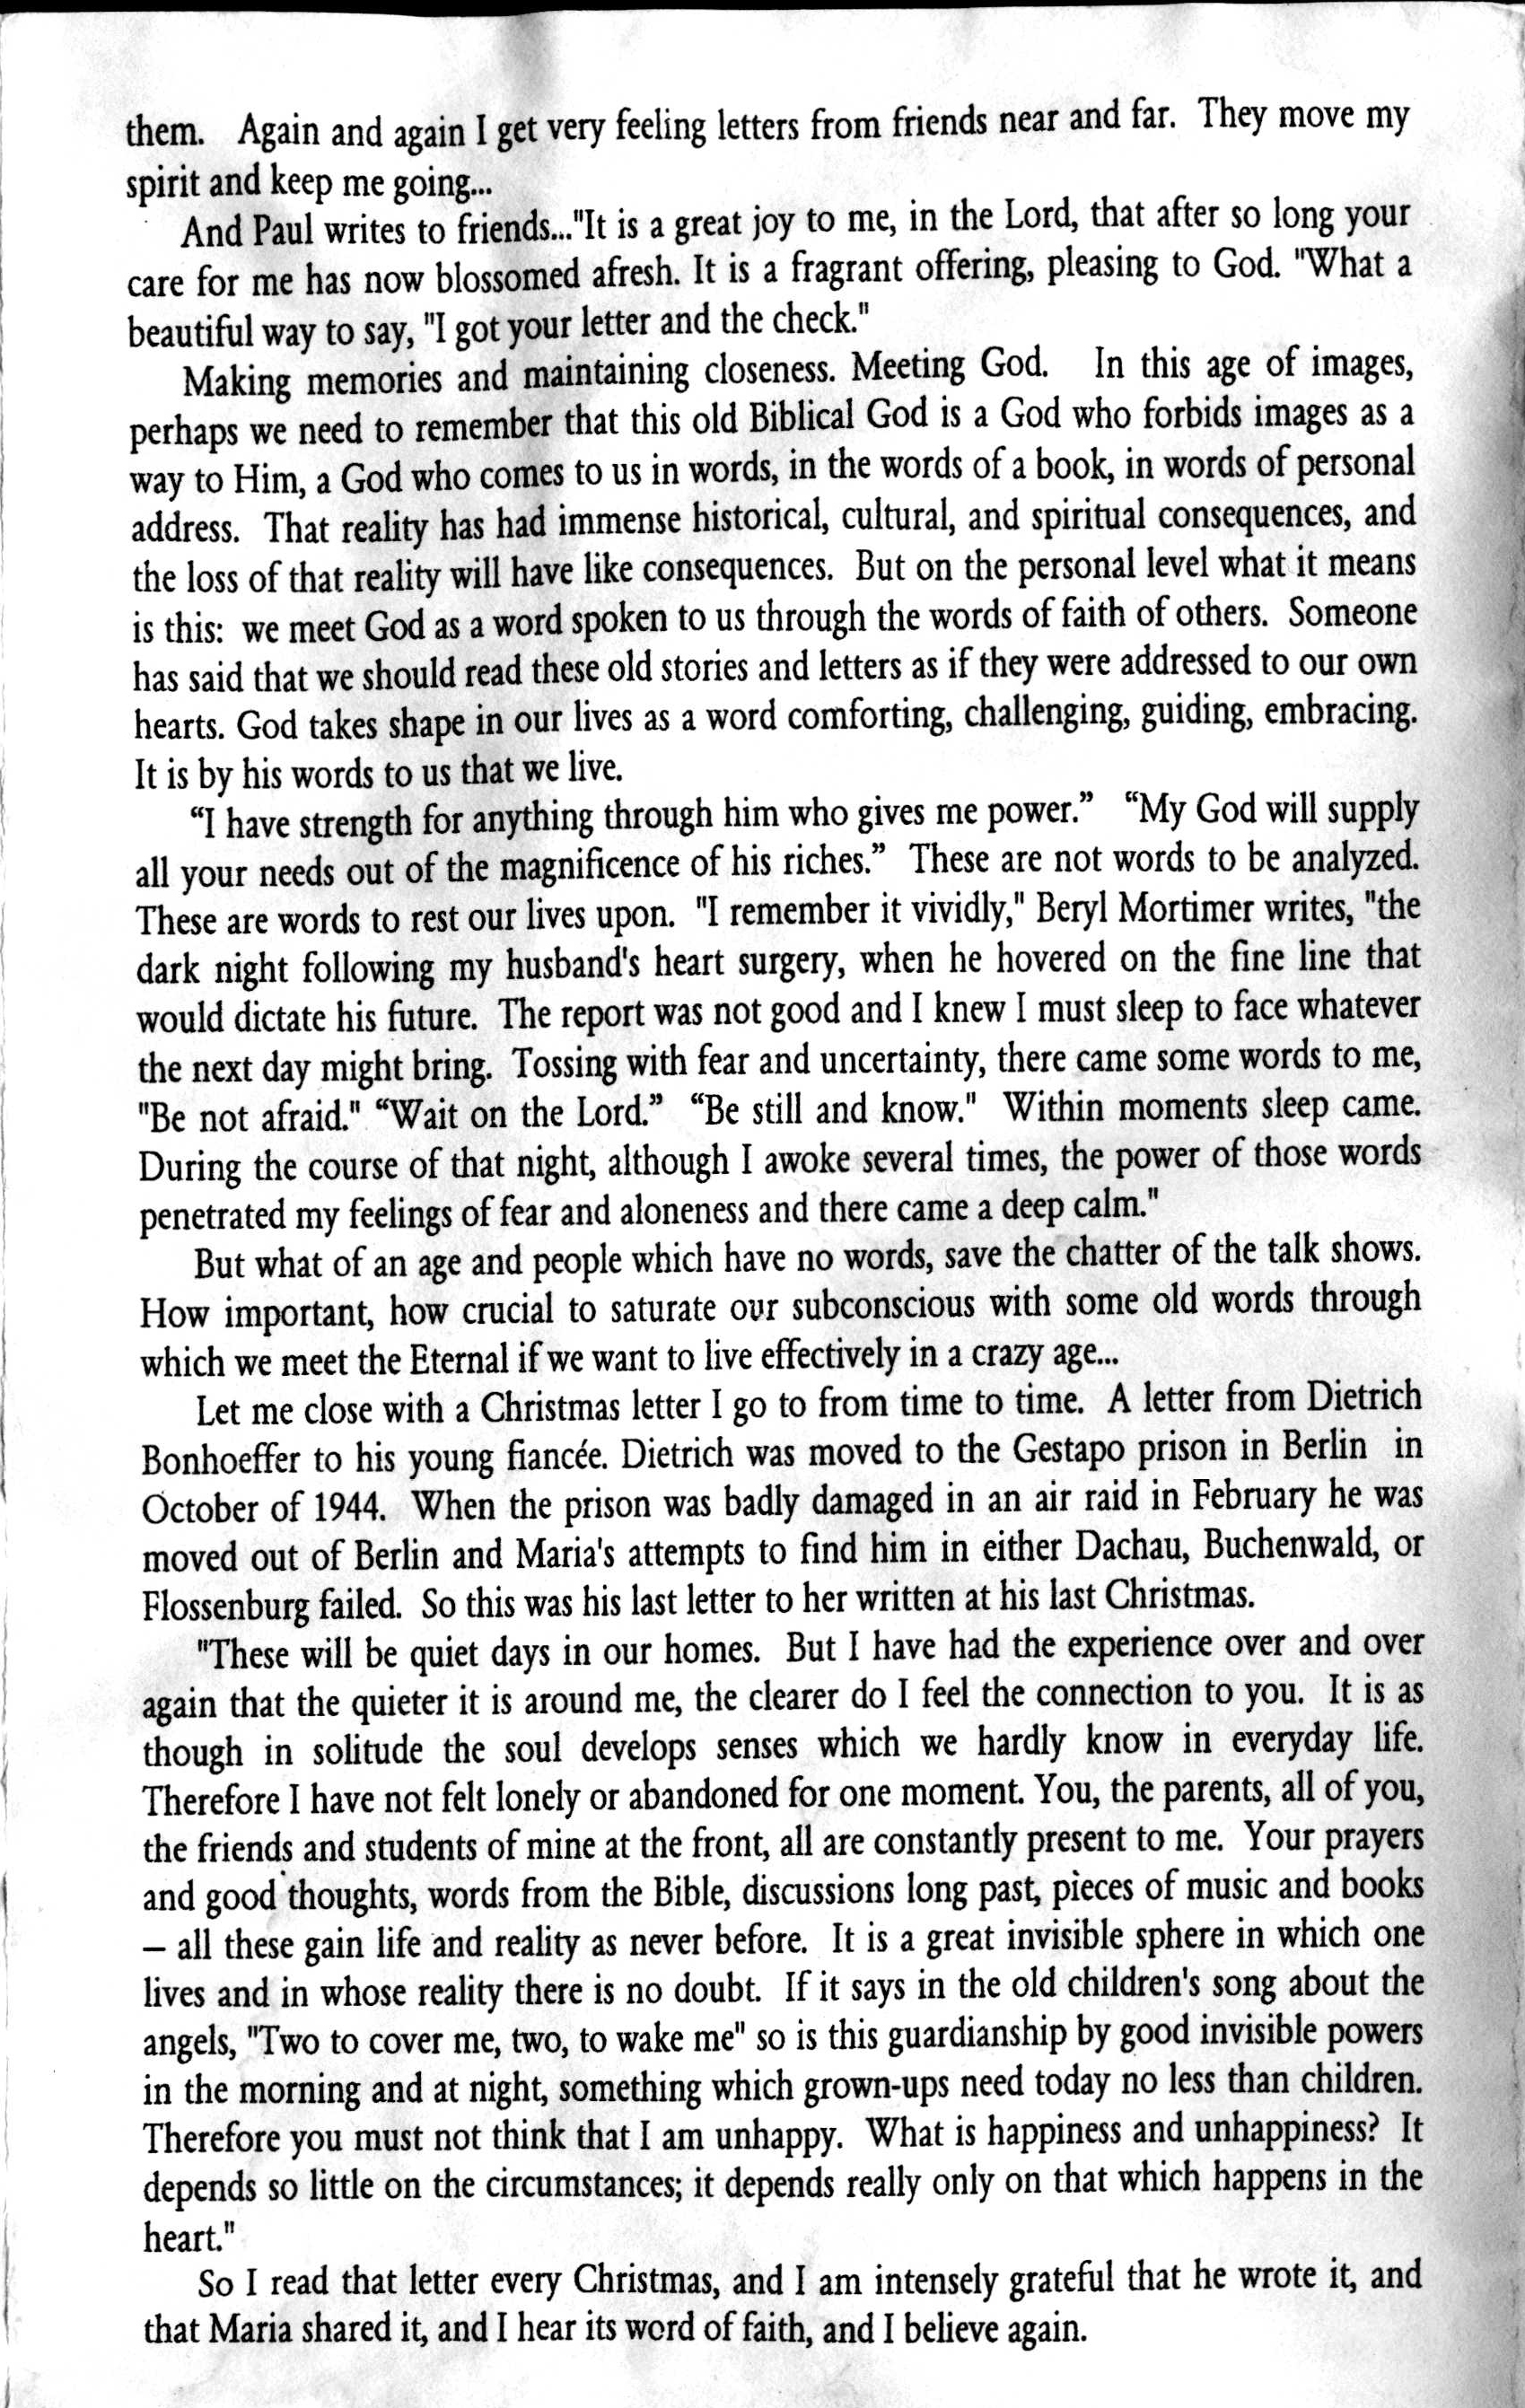 them. Again and again I get very feeling letters from friends near and far. They move my
spirit and keep me going...
And Paul writes to friends..."It is a great joy to me, in the Lord, that after so long your
care for me has now blossomed afresh. It is a fragrant offering, pleasing to God. "What a
beautiful way to say, "I got your letter and the check."
Making memories and maintaining closeness. Meeting God. In this age of images,
perhaps we need to remember that this old Biblical God is a God who forbids images as a
way to Him, a God who comes to us in words, in the words of a book, in words of personal
address. That reality has had immense historical, cultural, and spiritual consequences, and
the loss of that reality will have like consequences. But on the personal level what it means
is this: we meet God as a word spoken to us through the words of faith of others. Someone
has said that we should read these old stories and letters as if they were addressed to our own
hearts. God takes shape in our lives as a word comforting, challenging, guiding, embracing.
It is by his words to us that we live.
“I have strength for anything through him who gives me power.” “My God will supply
all your needs out of the magnificence of his riches.” These are not words to be analyzed.
These are words to rest our lives upon. "I remember it vividly," Beryl Mortimer writes, "the
dark night following my husband's heart surgery, when he hovered on the fine line that
would dictate his future. The report was not good and I knew I must sleep to face whatever
the next day might bring. Tossing with fear and uncertainty, there came some words to me,
"Be not afraid." “Wait on the Lord.” “Be still and know." Within moments sleep came.
During the course of that night, although I awoke several times, the power of those words
penetrated my feelings of fear and aloneness and there came a deep calm."
But what of an age and people which have no words, save the chatter of the talk shows.
How important, how crucial to saturate our subconscious with some old words through
which we meet the Eternal if we want to live effectively in a crazy age...
Let me close with a Christmas letter I go to from time to time. A letter from Dietrich
Bonhoeffer to his young fiancée. Dietrich was moved to the Gestapo prison in Berlin in
October of 1944. When the prison was badly damaged in an air raid in February he was
moved out of Berlin and Maria's attempts to find him in either Dachau, Buchenwald, or
Flossenburg failed. So this was his last letter to her written at his last Christmas.
"These will be quiet days in our homes. But I have had the experience over and over
again that the quieter it is around me, the clearer do I feel the connection to you. It is as
though in solitude the soul develops senses which we hardly know in everyday life.
Therefore I have not felt lonely or abandoned for one moment. You, the parents, all of you,
the friends and students of mine at the front, all are constantly present to me. Your prayers
and good thoughts, words from the Bible, discussions long past, pieces of music and books
– all these gain life and reality as never before. It is a great invisible sphere in which one
lives and in whose reality there is no doubt. If it says in the old children's song about the
angels, "Two to cover me, two, to wake me" so is this guardianship by good invisible powers
in the morning and at night, something which grown-ups need today no less than children.
Therefore you must not think that I am unhappy. What is happiness and unhappiness? It
depends so little on the circumstances; it depends really only on that which happens in the
heart."
So I read that letter every Christmas, and I am intensely grateful that he wrote it, and
that Maria shared it, and I hear its word of faith, and I believe again.